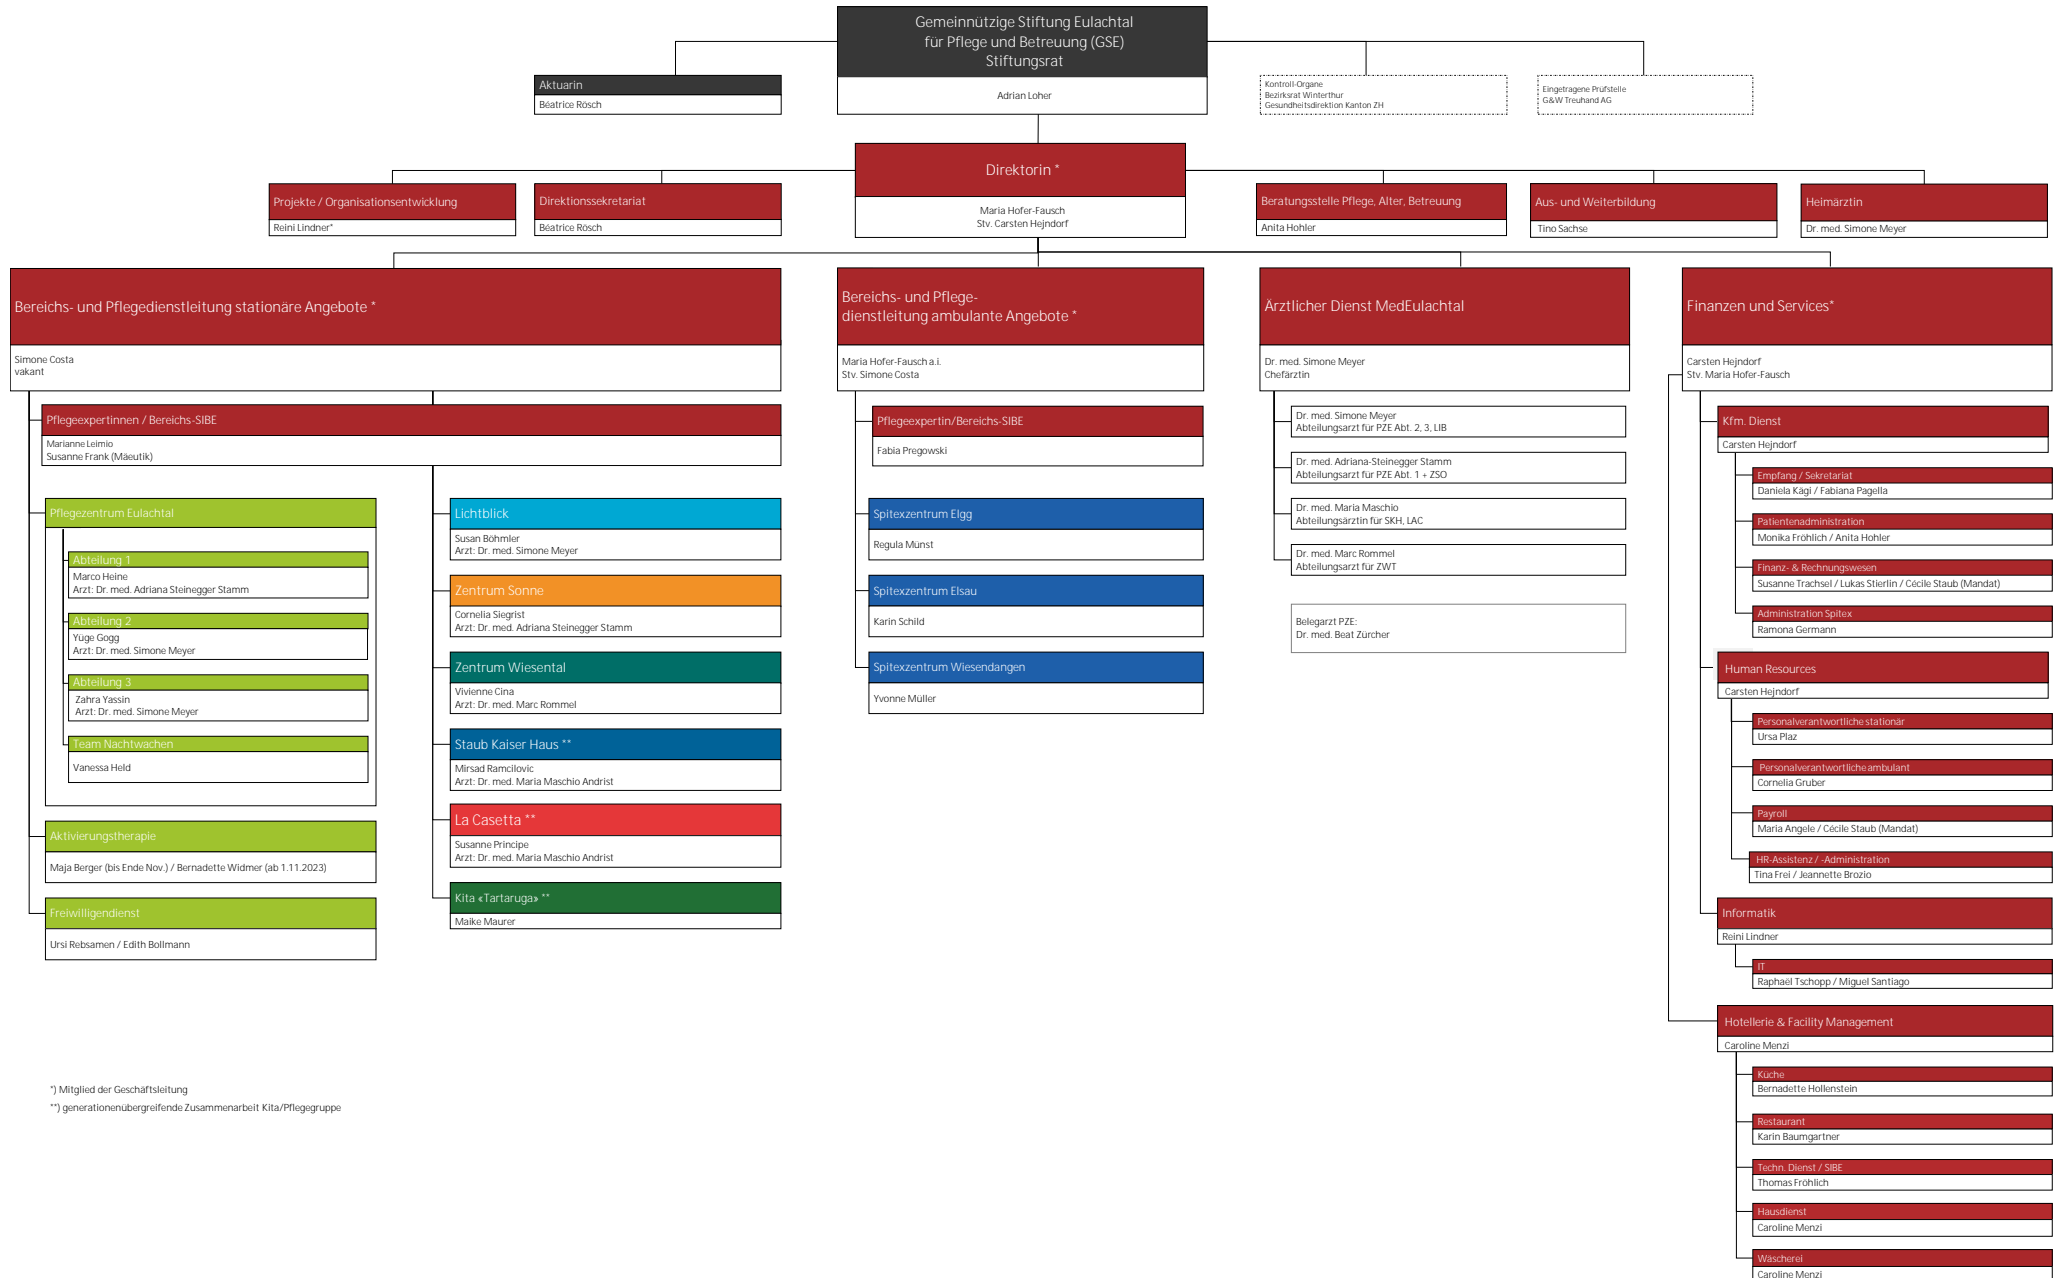 Gemeinnützige Stiftung Eulachtal
für Pflege und Betreuung (GSE)
Stiftungsrat
Adrian Loher
Aktuarin
Béatrice Rösch
Kontroll-Organe
Bezirksrat Winterthur
Gesundheitsdirektion Kanton ZH
Eingetragene Prüfstelle
G&W Treuhand AG
Direktorin *
Maria Hofer-Fausch
Stv. Carsten Hejndorf
Projekte / Organisationsentwicklung
Reini Lindner*
Direktionssekretariat
Béatrice Rösch
Beratungsstelle Pflege, Alter, Betreuung
Anita Hohler
Aus- und Weiterbildung
Tino Sachse
Heimärztin
Dr. med. Simone Meyer
Bereichs- und Pflegedienstleitung stationäre Angebote *
Simone Costa
vakant
Pflegeexpertinnen / Bereichs-SIBE
Marianne Leimio
Susanne Frank (Mäeutik)
Pflegezentrum Eulachtal
Abteilung 1
Marco Heine
Arzt: Dr. med. Adriana Steinegger Stamm
Abteilung 2
Yüge Gogg
Arzt: Dr. med. Simone Meyer
Abteilung 3
Zahra Yassin
Arzt: Dr. med. Simone Meyer
Team Nachtwachen
Vanessa Held
Aktivierungstherapie
Maja Berger (bis Ende Nov.) / Bernadette Widmer (ab 1.11.2023)
Freiwilligendienst
Ursi Rebsamen / Edith Bollmann
Lichtblick
Susan Böhmler
Arzt: Dr. med. Simone Meyer
Zentrum Sonne
Cornelia Siegrist
Arzt: Dr. med. Adriana Steinegger Stamm
Zentrum Wiesental
Vivienne Cina
Arzt: Dr. med. Marc Rommel
Staub Kaiser Haus **
Mirsad Ramcilovic
Arzt: Dr. med. Maria Maschio Andrist
La Casetta **
Susanne Principe
Arzt: Dr. med. Maria Maschio Andrist
Kita «Tartaruga» **
Maike Maurer
Bereichs- und Pflege-
dienstleitung ambulante Angebote *
Maria Hofer-Fausch a.i.
Stv. Simone Costa
Pflegeexpertin/Bereichs-SIBE
Fabia Pregowski
Spitexzentrum Elgg
Regula Münst
Spitexzentrum Elsau
Karin Schild
Spitexzentrum Wiesendangen
Yvonne Müller
Ärztlicher Dienst MedEulachtal
Dr. med. Simone Meyer
Chefärztin
Dr. med. Simone Meyer
Abteilungsarzt für PZE Abt. 2, 3, LIB
Dr. med. Adriana-Steinegger Stamm
Abteilungsarzt für PZE Abt. 1 + ZSO
Dr. med. Maria Maschio
Abteilungsärztin für SKH, LAC
Dr. med. Marc Rommel
Abteilungsarzt für ZWT
Belegarzt PZE:
Dr. med. Beat Zürcher
Finanzen und Services*
Carsten Hejndorf
Stv. Maria Hofer-Fausch
Kfm. Dienst
Carsten Hejndorf
Empfang / Sekretariat
Daniela Kägi / Fabiana Pagella
Patientenadministration
Monika Fröhlich / Anita Hohler
Finanz- & Rechnungswesen
Susanne Trachsel / Lukas Stierlin / Cécile Staub (Mandat)
Administration Spitex
Ramona Germann
Human Resources
Carsten Hejndorf
Personalverantwortliche stationär
Ursa Plaz
Personalverantwortliche ambulant
Cornelia Gruber
Payroll
Maria Angele / Cécile Staub (Mandat)
HR-Assistenz / -Administration
Tina Frei / Jeannette Brozio
Informatik
Reini Lindner
IT
Raphaël Tschopp / Miguel Santiago
Hotellerie & Facility Management
Caroline Menzi
Küche
Bernadette Hollenstein
Restaurant
Karin Baumgartner
Techn. Dienst / SIBE
Thomas Fröhlich
Hausdienst
Caroline Menzi
Wäscherei
Caroline Menzi
*) Mitglied der Geschäftsleitung
**) generationenübergreifende Zusammenarbeit Kita/Pflegegruppe